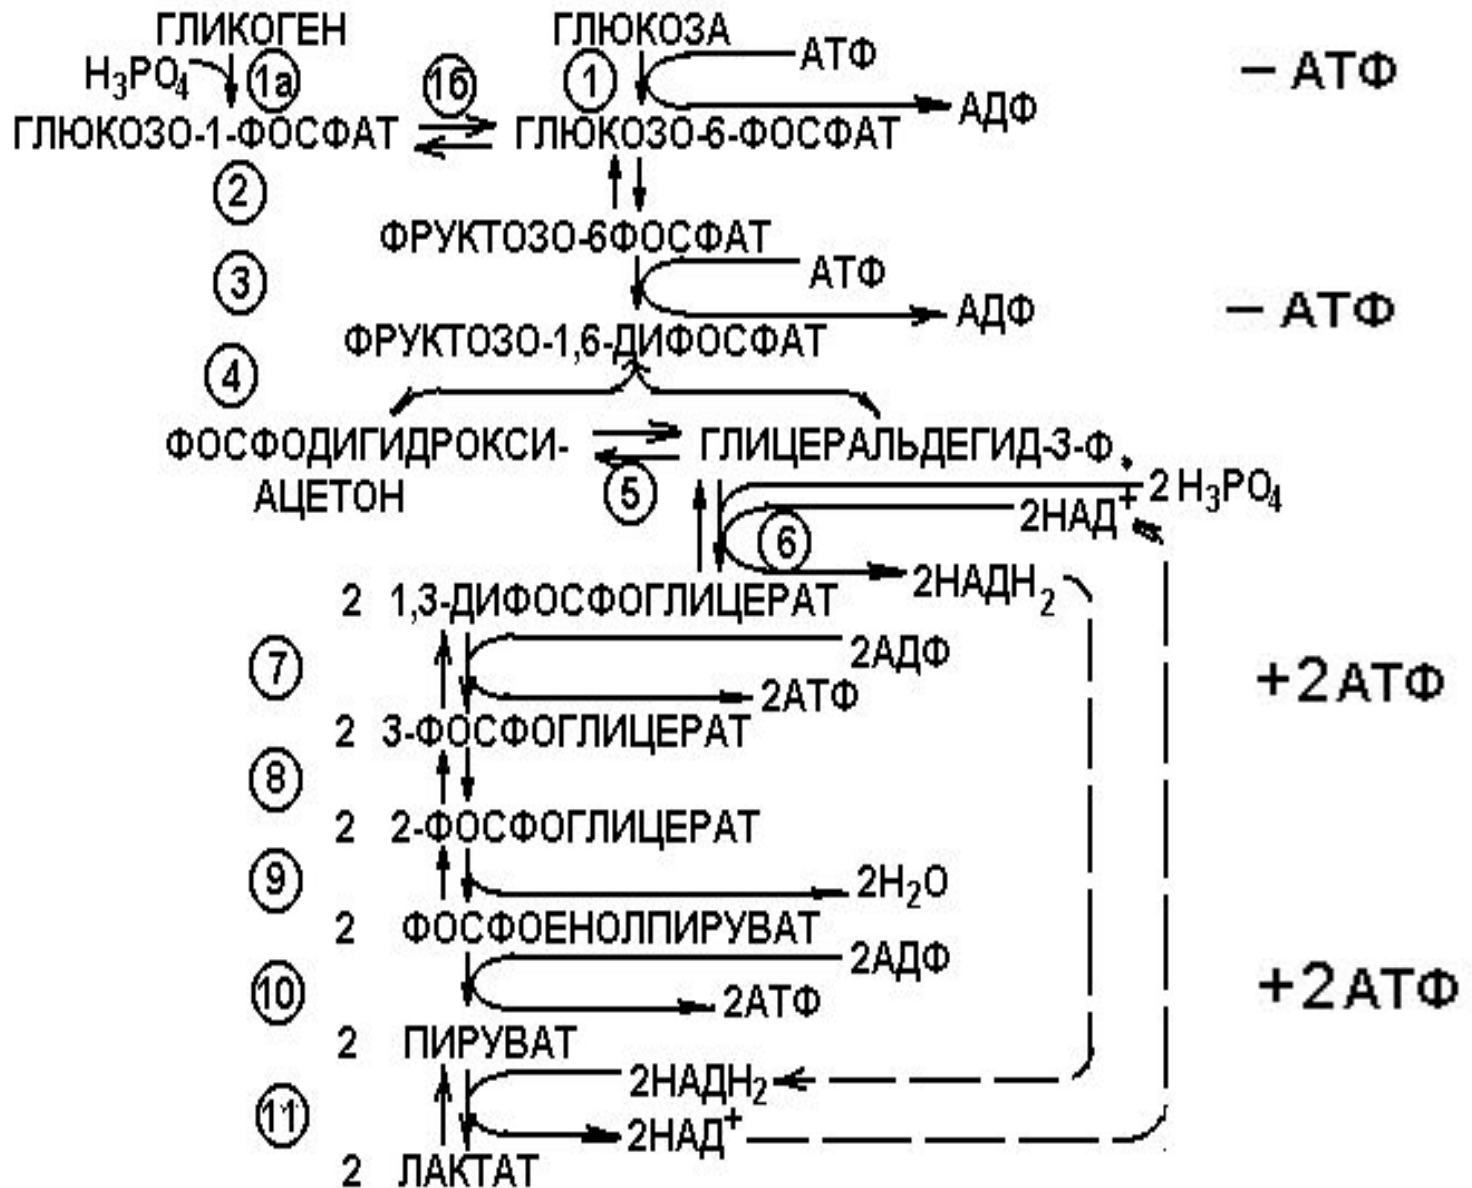 ГЛИКОГЕН ГЛЮКОЗА
H3PO4 1а 1б 1 АТФ – АТФ
АДФ
ГЛЮКОЗО-1-ФОСФАТ ГЛЮКОЗО-6-ФОСФАТ
2
ФРУКТОЗО-6ФОСФАТ
3 АТФ
АДФ – АТФ
ФРУКТОЗО-1,6-ДИФОСФАТ
4
ФОСФОДИГИДРОКСИ- ГЛИЦЕРАЛЬДЕГИД-3-Ф.
АЦЕТОН 5 2 H3PO4
2НАД+
6
2НАДН2
2 1,3-ДИФОСФОГЛИЦЕРАТ
7 2АДФ +2АТФ
2АТФ
2 3-ФОСФОГЛИЦЕРАТ
8
2 2-ФОСФОГЛИЦЕРАТ
9 2H2O
2 ФОСФОЕНОЛПИРУВАТ
2АДФ
10 2АТФ +2АТФ
2 ПИРУВАТ
2НАДН2
11 2НАД+
2 ЛАКТАТ